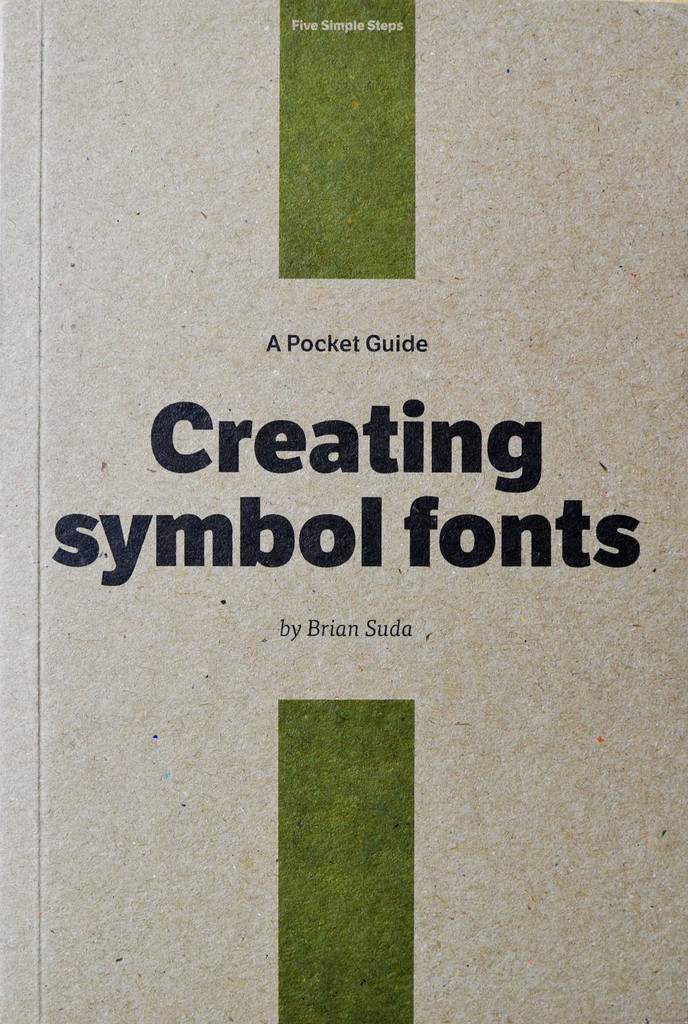 Five Simple Steps
A Pocket Guide
Creating
symbol fonts
by Brian Suda